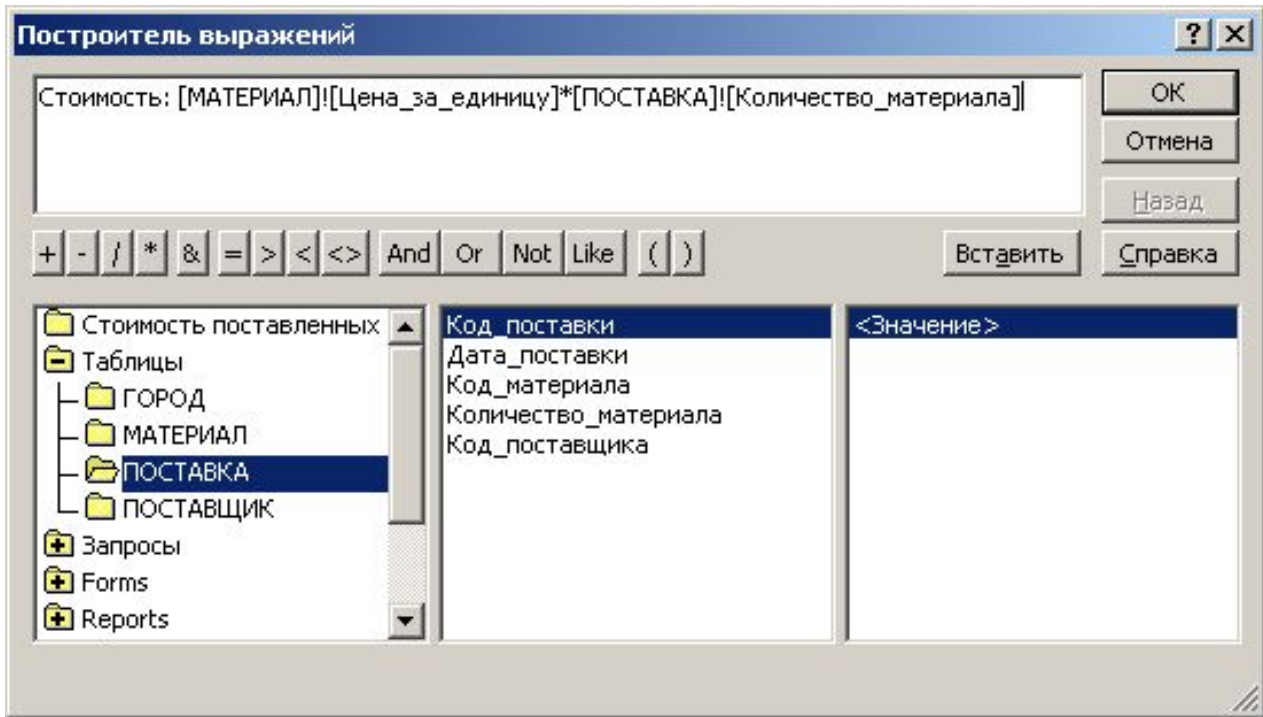 Построитель выражений
Стоимость: [МАТЕРИАЛ]![Цена_за_единицу]*[ПОСТАВКА]![Количество_материала]
ОК
Отмена
Назад
+ - / * & = > < <> And Or Not Like ( ) Вставить Справка
Стоимость поставленных
Таблицы
ГОРОД
МАТЕРИАЛ
ПОСТАВКА
ПОСТАВЩИК
Запросы
Forms
Reports
Код_поставки
Дата_поставки
Код_материала
Количество_материала
Код_поставщика
<Значение>